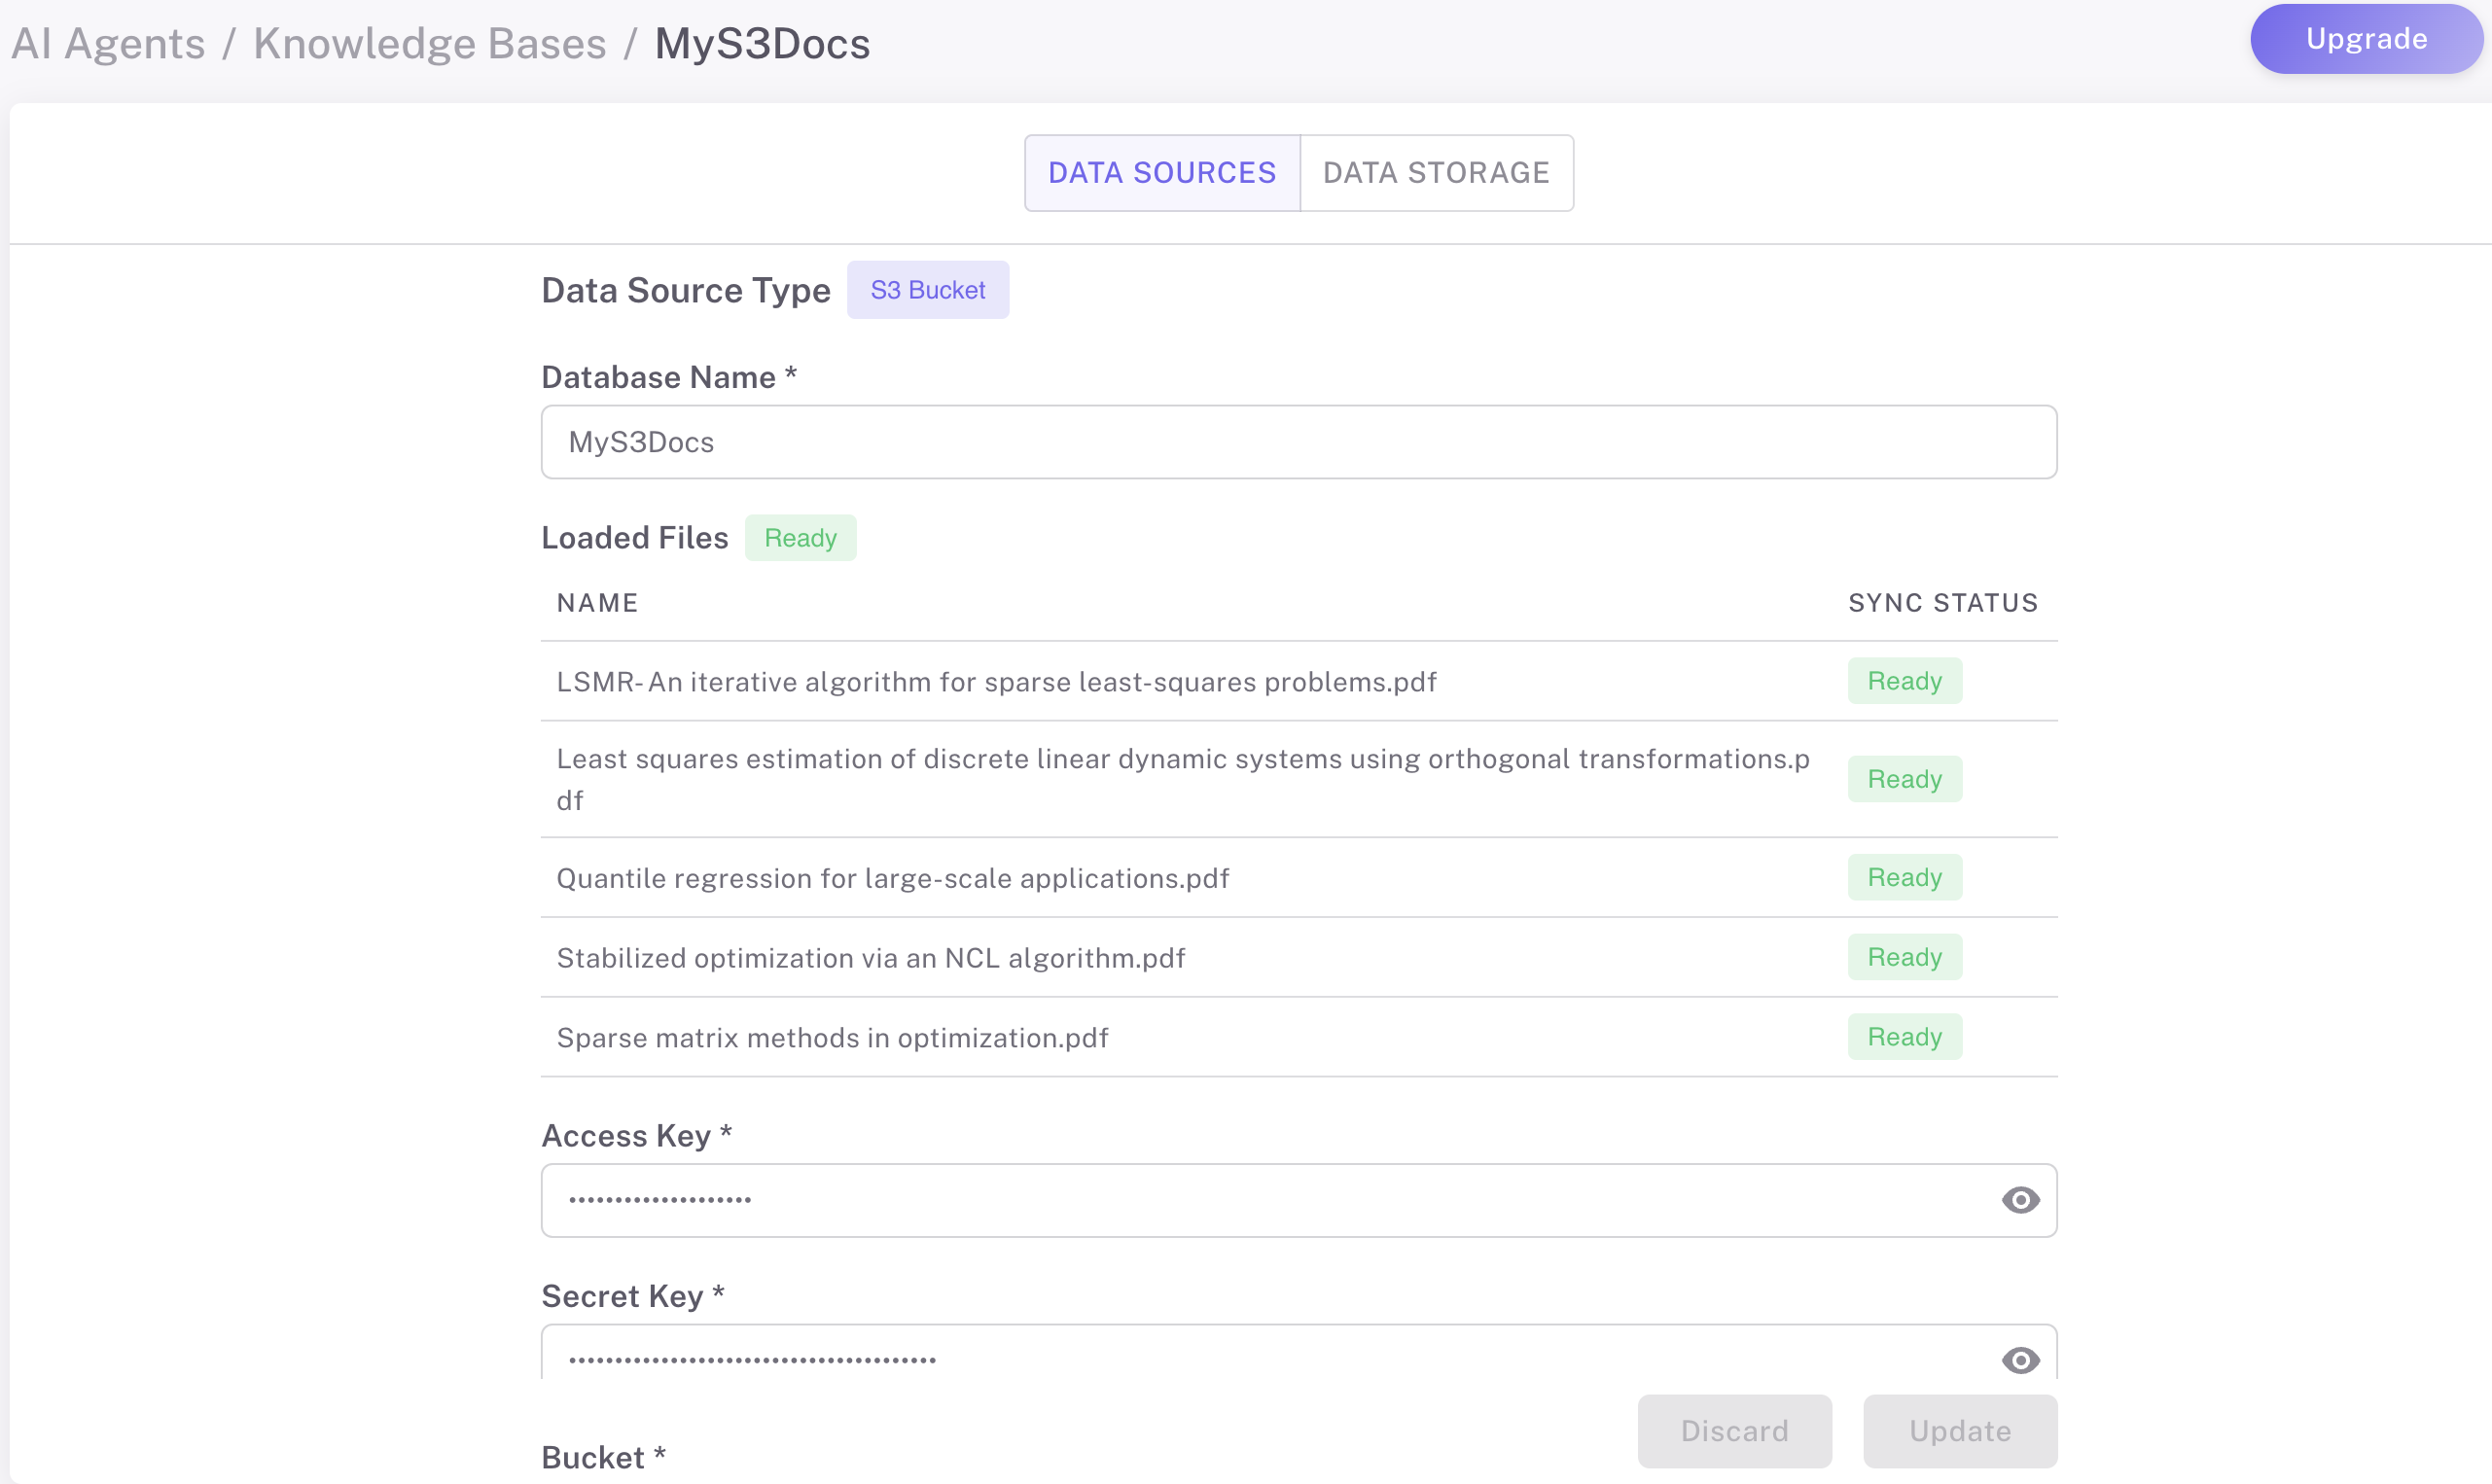 AI Agents / Knowledge Bases / MyS3Docs
Upgrade
DATA SOURCES
DATA STORAGE
Data Source Type
S3 Bucket
Database Name *
MyS3Docs
Loaded Files
Ready
NAME
SYNC STATUS
LSMR- An iterative algorithm for sparse least-squares problems.pdf
Ready
Least squares estimation of discrete linear dynamic systems using orthogonal transformations.p
df
Ready
Quantile regression for large-scale applications.pdf
Ready
Stabilized optimization via an NCL algorithm.pdf
Ready
Sparse matrix methods in optimization.pdf
Ready
Access Key *
••••••••••••••••••••
Secret Key *
••••••••••••••••••••••••••••••••••••••••
Discard
Update
Bucket *